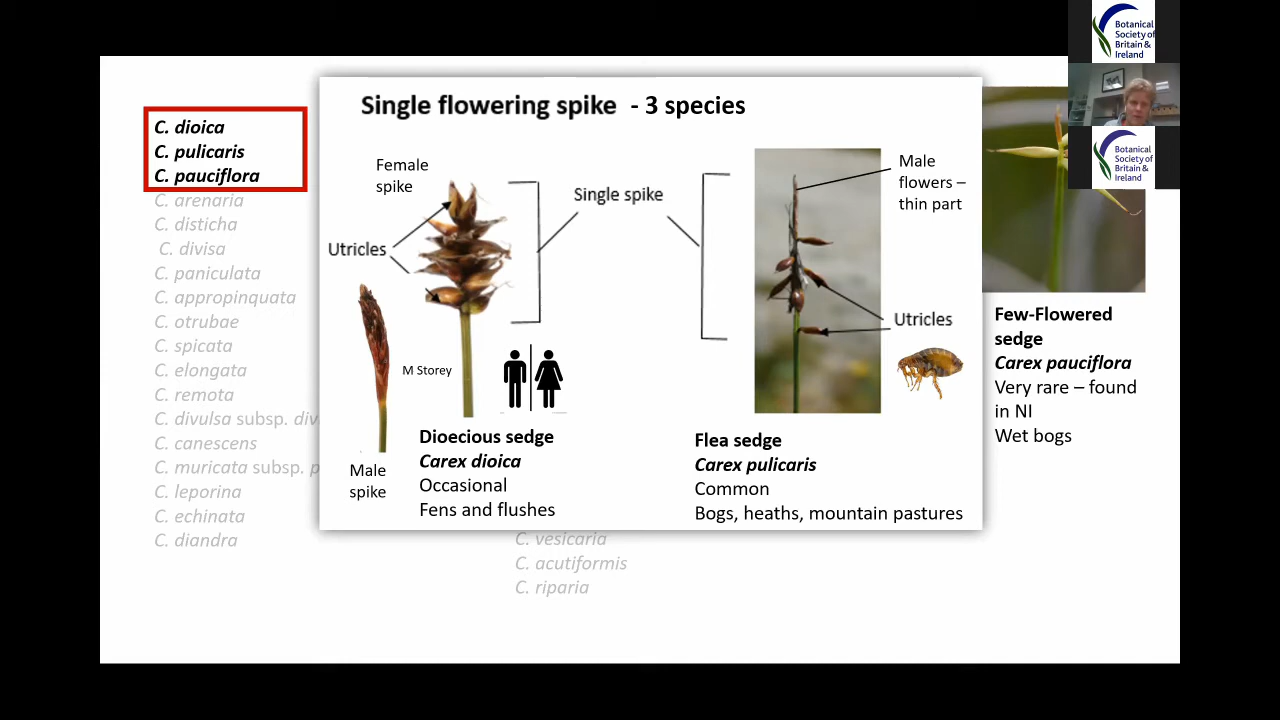 Botanical
Society of
Britain &
Ireland
Botanical
Society of
Britain &
Ireland
Single flowering spike - 3 species
C. dioica
C. pulicaris
C. pauciflora
C. arenaria
C. disticha
C. divisa
C. paniculata
C. appropinquata
C. otrubae
C. spicata
C. elongata
C. remota
C. divulsa subsp. div
C. canescens
C. muricata subsp. p
C. leporina
C. echinata
C. diandra
Female
spike
Utricles
Single spike
Male
flowers –
thin part
Utricles
M Storey
Male
spike
Dioecious sedge
Carex dioica
Occasional
Fens and flushes
Flea sedge
Carex pulicaris
Common
Bogs, heaths, mountain pastures
Few-Flowered
sedge
Carex pauciflora
Very rare – found
in NI
Wet bogs
C. vesicaria
C. acutiformis
C. riparia